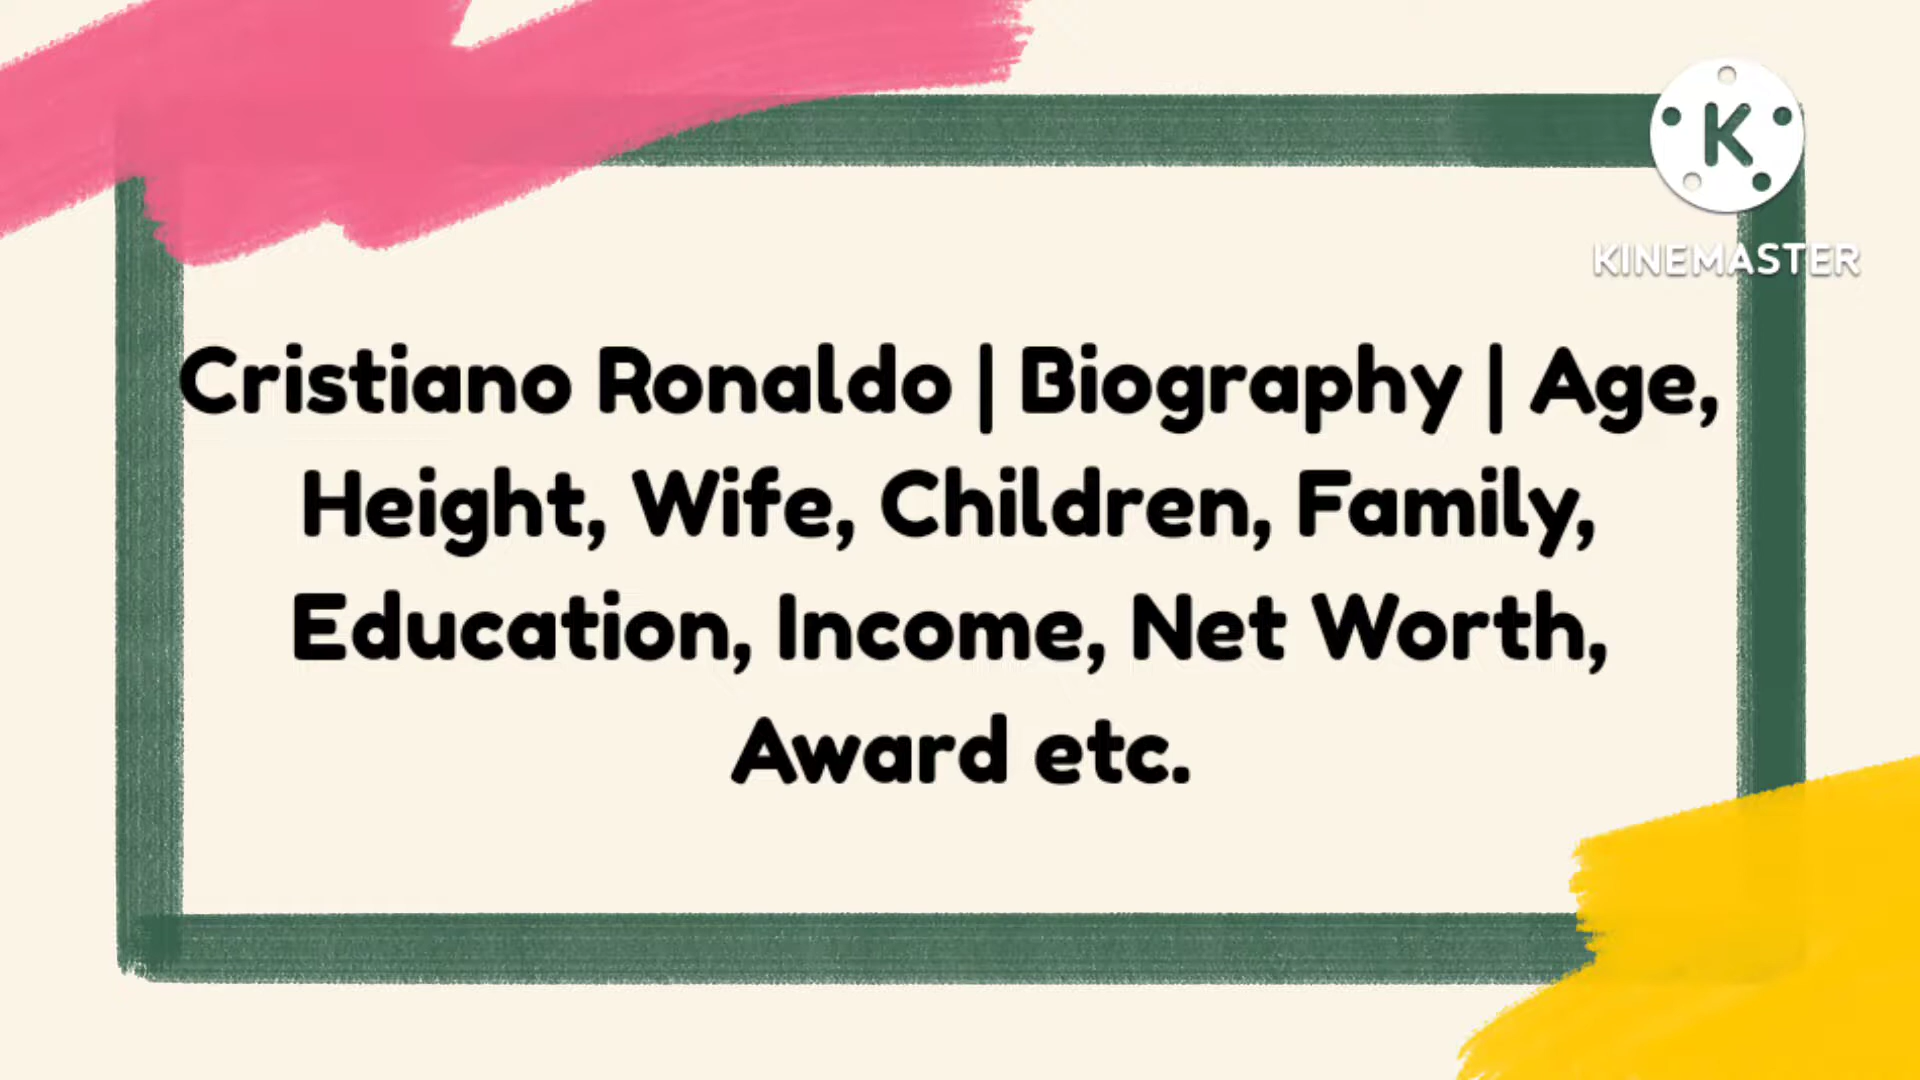 K
KINEMASTER
Cristiano Ronaldo | Biography | Age,
Height, Wife, Children, Family,
Education, Income, Net Worth,
Award etc.